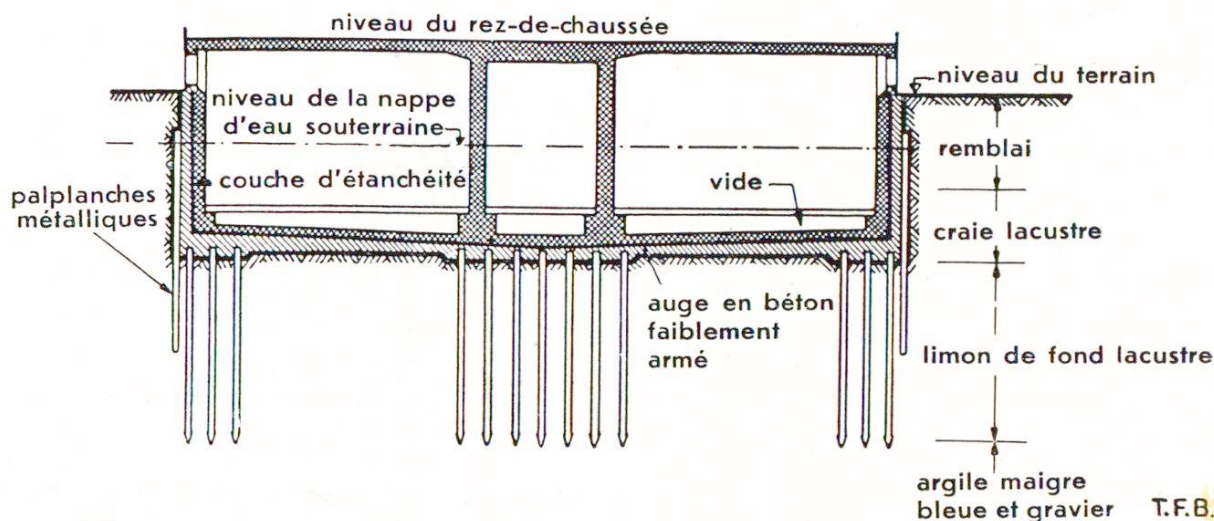 niveau du rez-de-chaussée
niveau du terrain
niveau de la nappe
d'eau souterraine
remblai
couche d'étanchéité
vide
palplanches
métalliques
craie lacustre
auge en béton
faiblement
armé
limon de fond lacustre
argile maigre
bleue et gravier
T.F.B.